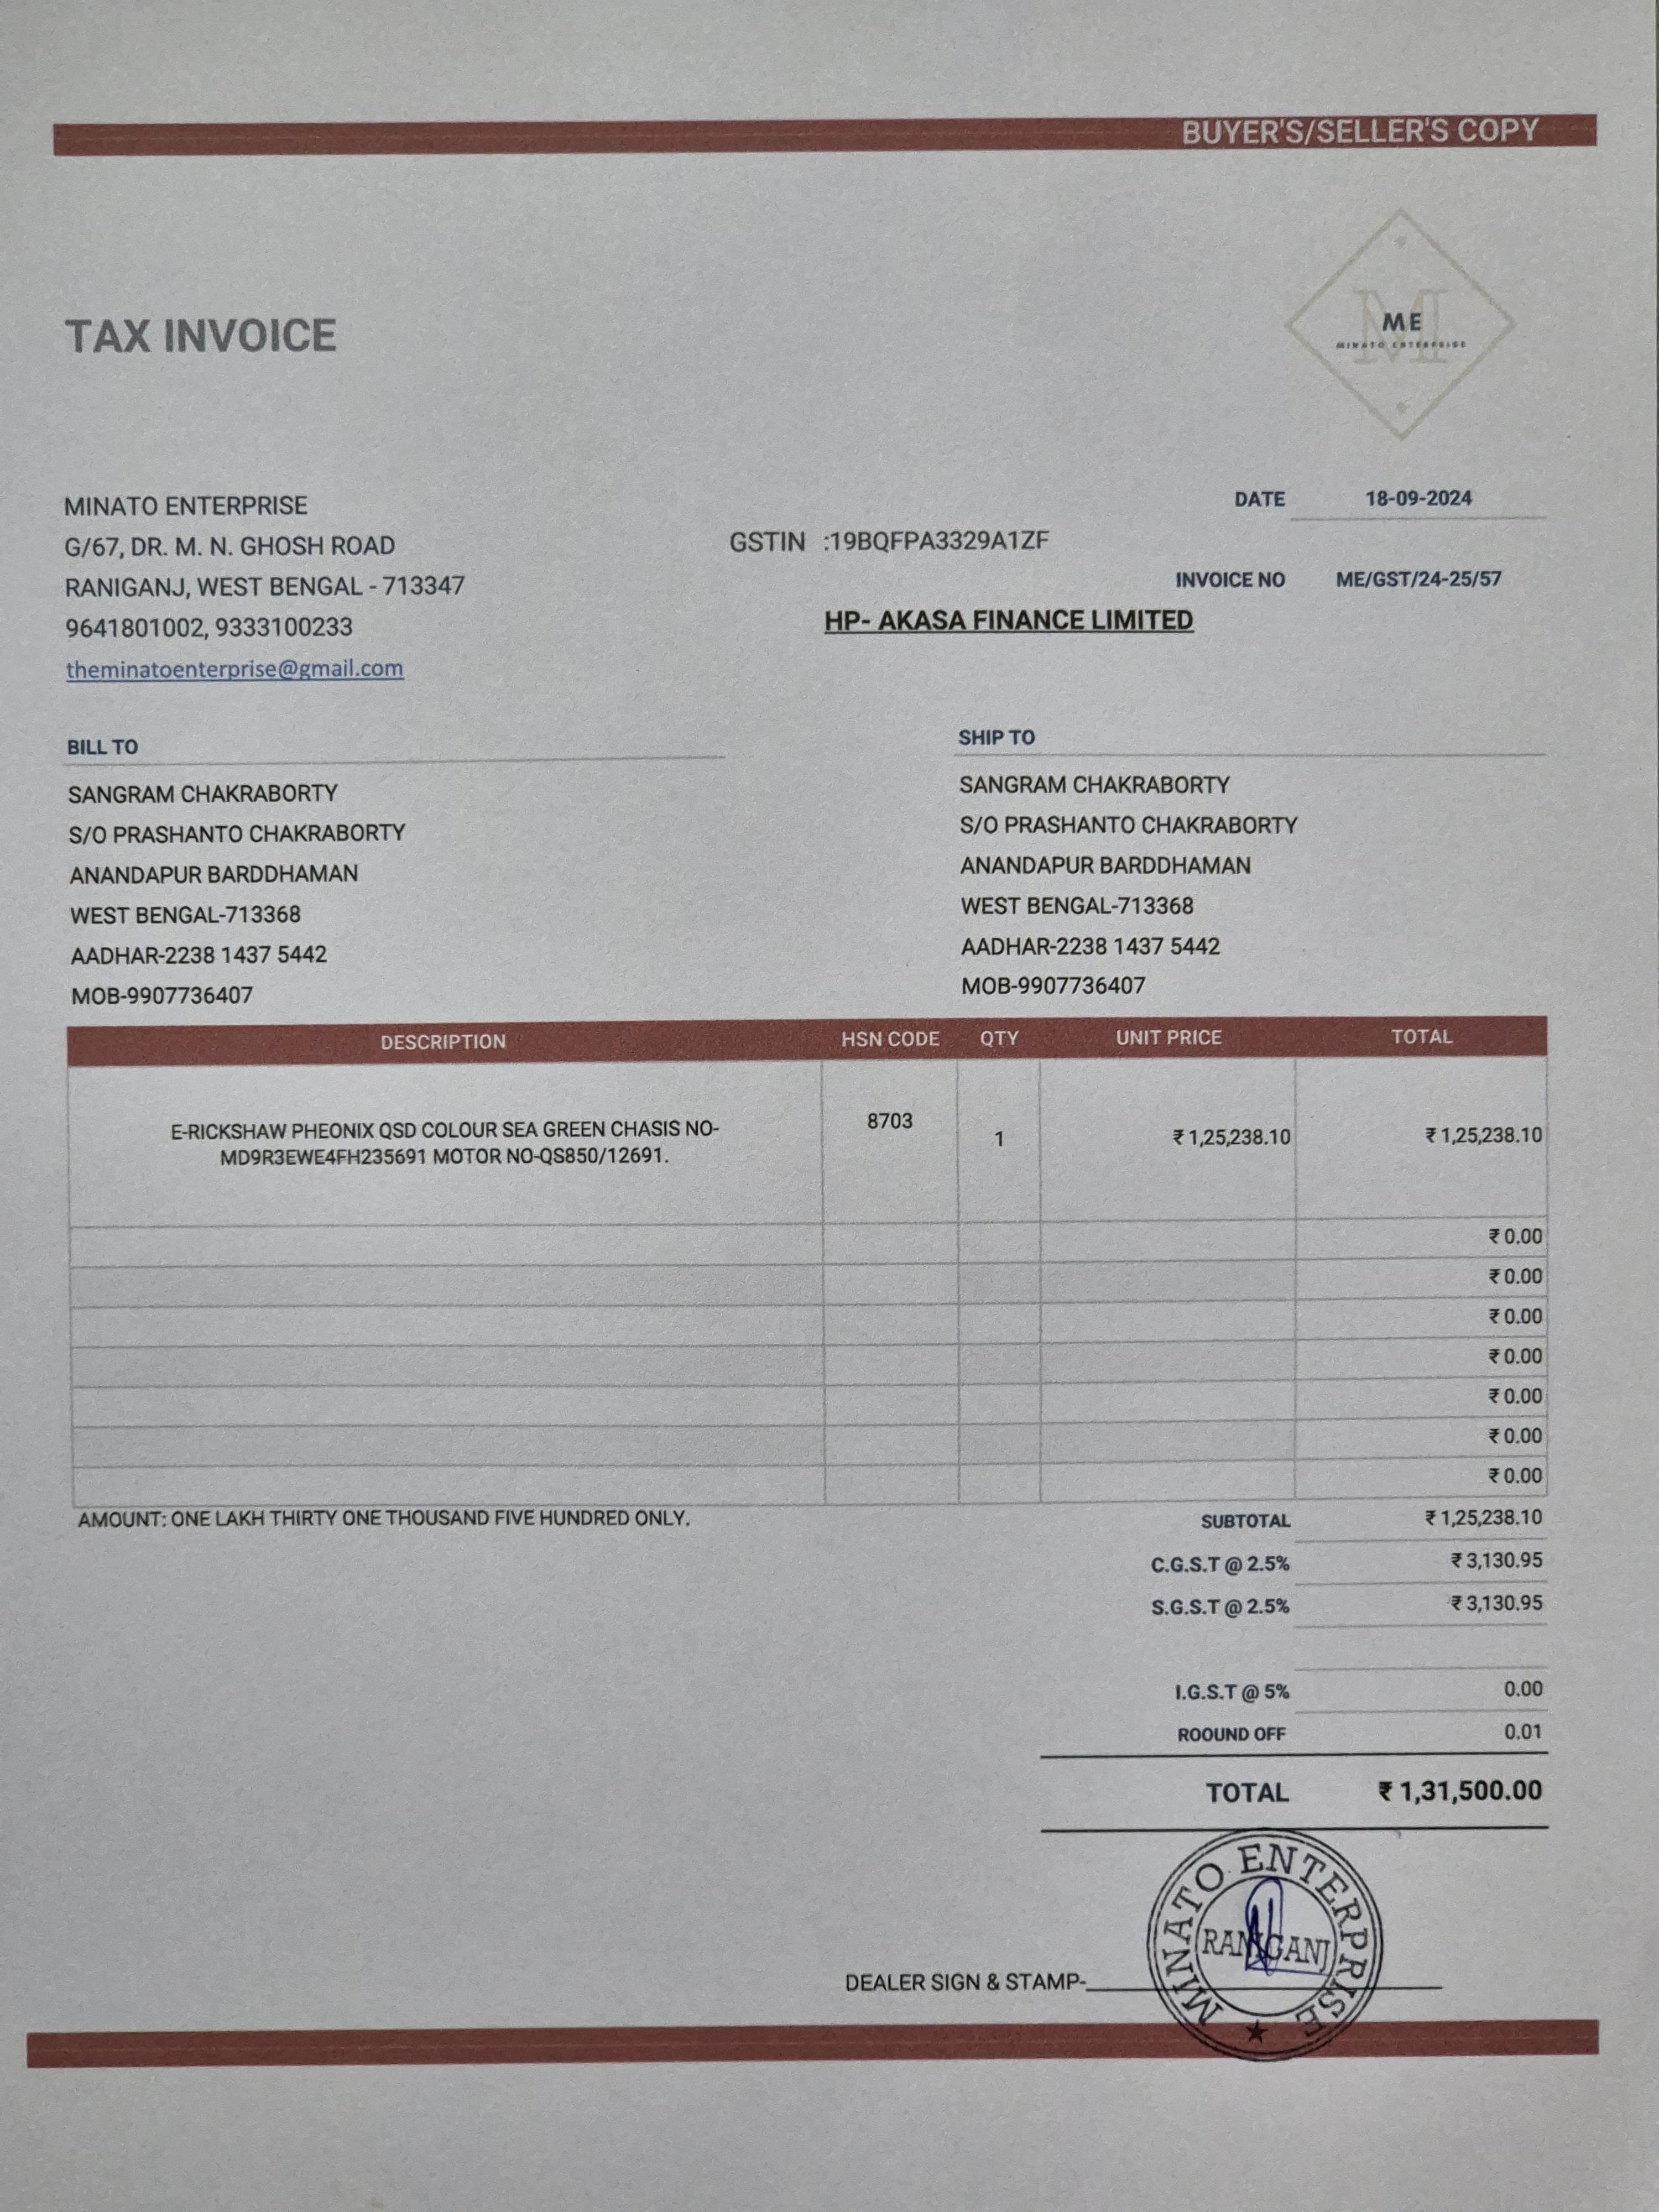 BUYER'S/SELLER'S COPY
TAX INVOICE
ME
MINATO ENTERPRISE
MINATO ENTERPRISE
G/67, DR. M. N. GHOSH ROAD
RANIGANJ, WEST BENGAL - 713347
9641801002, 9333100233
theminatoenterprise@gmail.com
GSTIN :19BQFPA3329A1ZF
HP- AKASA FINANCE LIMITED
DATE 18-09-2024
INVOICE NO ME/GST/24-25/57
BILL TO
SANGRAM CHAKRABORTY
S/O PRASHANTO CHAKRABORTY
ANANDAPUR BARDDHAMAN
WEST BENGAL-713368
AADHAR-2238 1437 5442
MOB-9907736407
SHIP TO
SANGRAM CHAKRABORTY
S/O PRASHANTO CHAKRABORTY
ANANDAPUR BARDDHAMAN
WEST BENGAL-713368
AADHAR-2238 1437 5442
MOB-9907736407
DESCRIPTION HSN CODE QTY UNIT PRICE TOTAL
E-RICKSHAW PHEONIX QSD COLOUR SEA GREEN CHASIS NO-
MD9R3EWE4FH235691 MOTOR NO-QS850/12691.
8703 1 ₹ 1,25,238.10 ₹ 1,25,238.10
₹ 0.00
₹ 0.00
₹ 0.00
₹ 0.00
₹ 0.00
₹ 0.00
₹ 0.00
AMOUNT: ONE LAKH THIRTY ONE THOUSAND FIVE HUNDRED ONLY.
SUBTOTAL ₹ 1,25,238.10
C.G.S.T @ 2.5% ₹ 3,130.95
S.G.S.T @ 2.5% ₹ 3,130.95
I.G.S.T @ 5% 0.00
ROOUND OFF 0.01
TOTAL ₹ 1,31,500.00
DEALER SIGN & STAMP-
MINATO ENTERPRISE
RANIGANJ